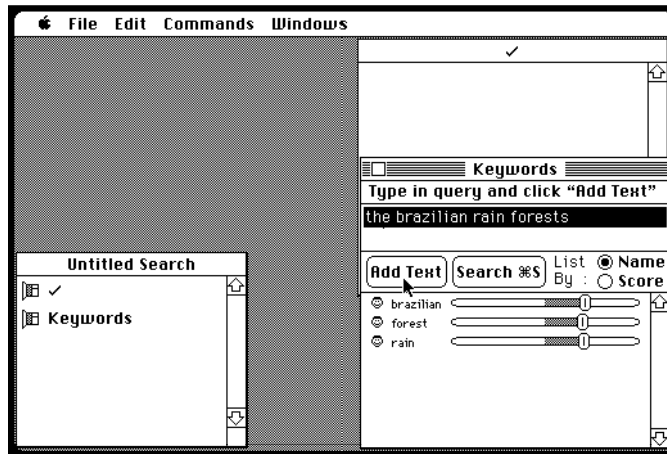 File Edit Commands Windows
✓
Keywords
Type in query and click “Add Text”
the brazilian rain forests
Add Text Search ⌘S List By : Name Score
brazilian
forest
rain
Untitled Search
✓
Keywords